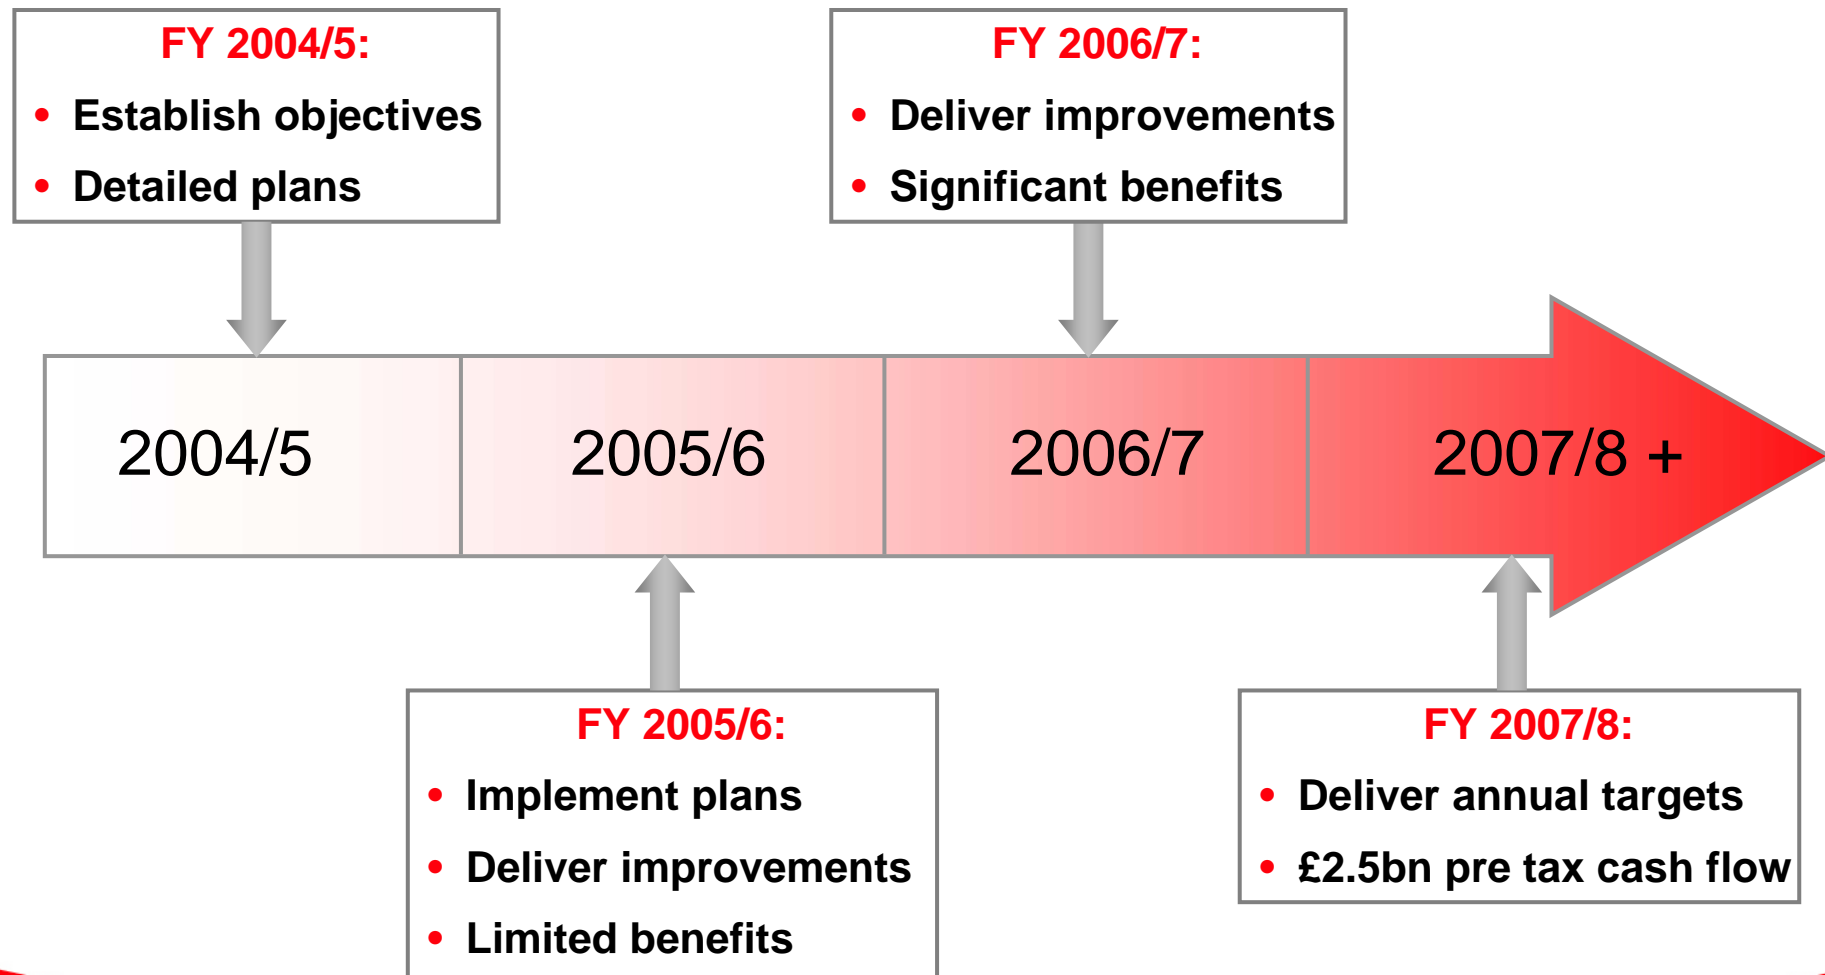 FY 2004/5:
• Establish objectives
• Detailed plans
FY 2006/7:
• Deliver improvements
• Significant benefits
2004/5
2005/6
2006/7
2007/8 +
FY 2005/6:
• Implement plans
• Deliver improvements
• Limited benefits
FY 2007/8:
• Deliver annual targets
• £2.5bn pre tax cash flow